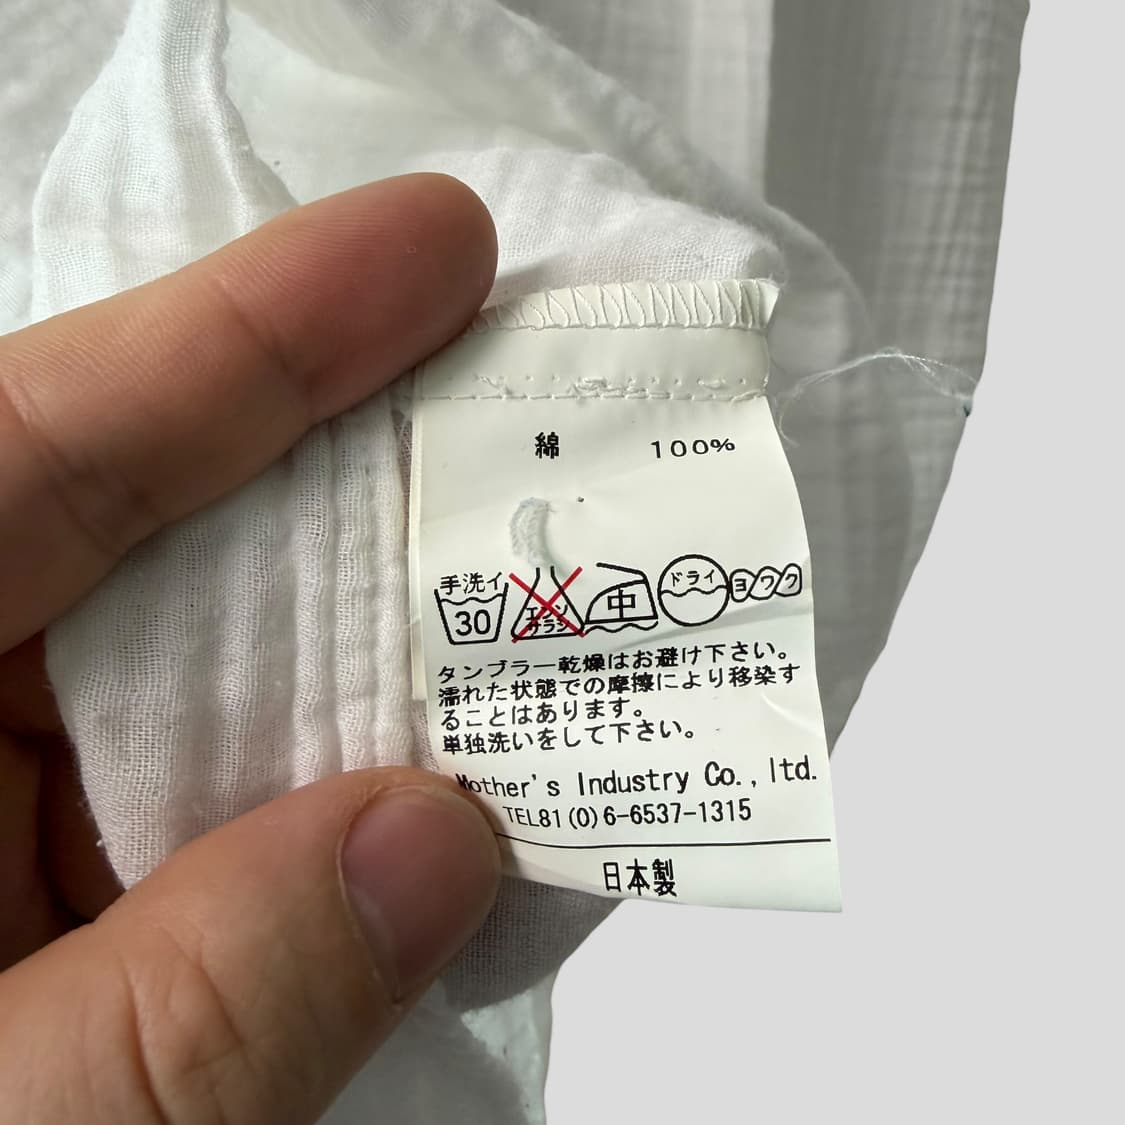 綿 100%
手洗イ 30 エンソ サラシ 中 ドライ ヨワク
タンブラー乾燥はお避け下さい。
濡れた状態での摩擦により移染す
ることはあります。
単独洗いをして下さい。
Mother's Industry Co., ltd.
TEL81(0)6-6537-1315
日本製